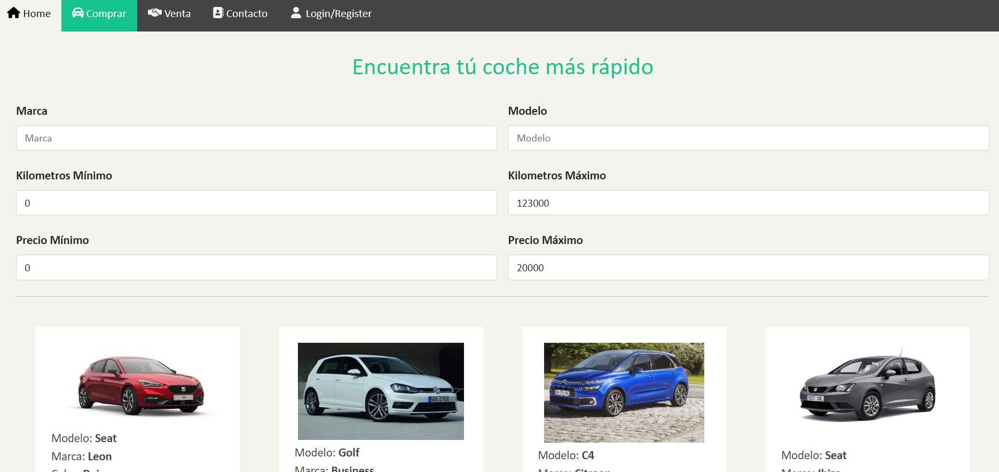 Home Comprar Venta Contacto Login/Register
Encuentra tú coche más rápido
Marca Modelo
Marca Modelo
Kilometros Mínimo Kilometros Máximo
0 123000
Precio Mínimo Precio Máximo
0 20000
1001 SOL
Modelo: Seat
Marca: Leon
Modelo: Golf
Marca: Business
Modelo: C4
Marca: Citroen
Modelo: Seat
Marca: Ibiza